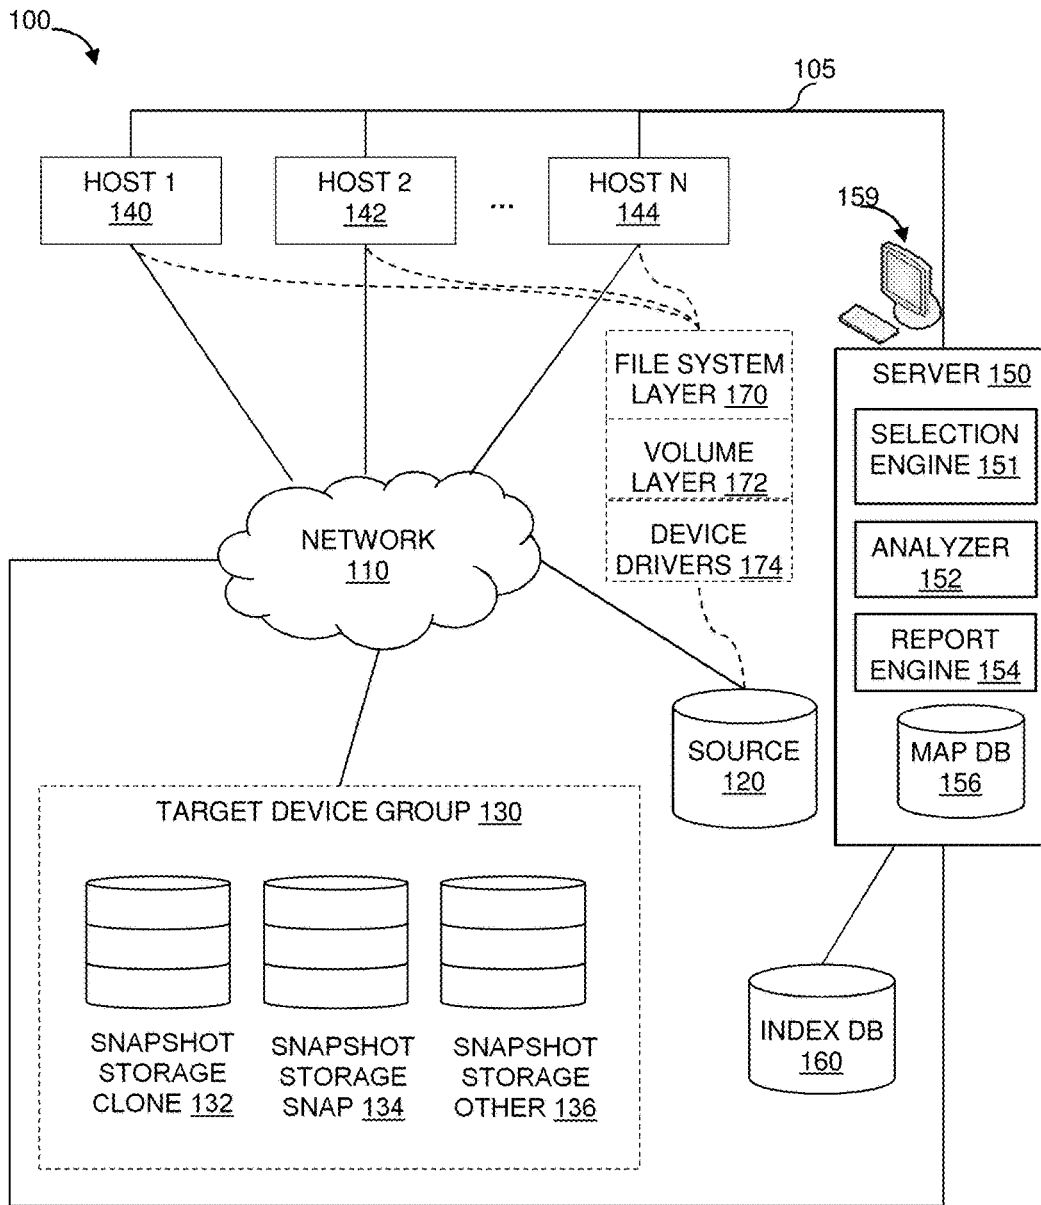 100
105
HOST 1
140
HOST 2
142
...
HOST N
144
159
FILE SYSTEM
LAYER 170
VOLUME
LAYER 172
DEVICE
DRIVERS 174
SERVER 150
SELECTION
ENGINE 151
ANALYZER
152
REPORT
ENGINE 154
MAP DB
156
NETWORK
110
SOURCE
120
TARGET DEVICE GROUP 130
SNAPSHOT
STORAGE
CLONE 132
SNAPSHOT
STORAGE
SNAP 134
SNAPSHOT
STORAGE
OTHER 136
INDEX DB
160